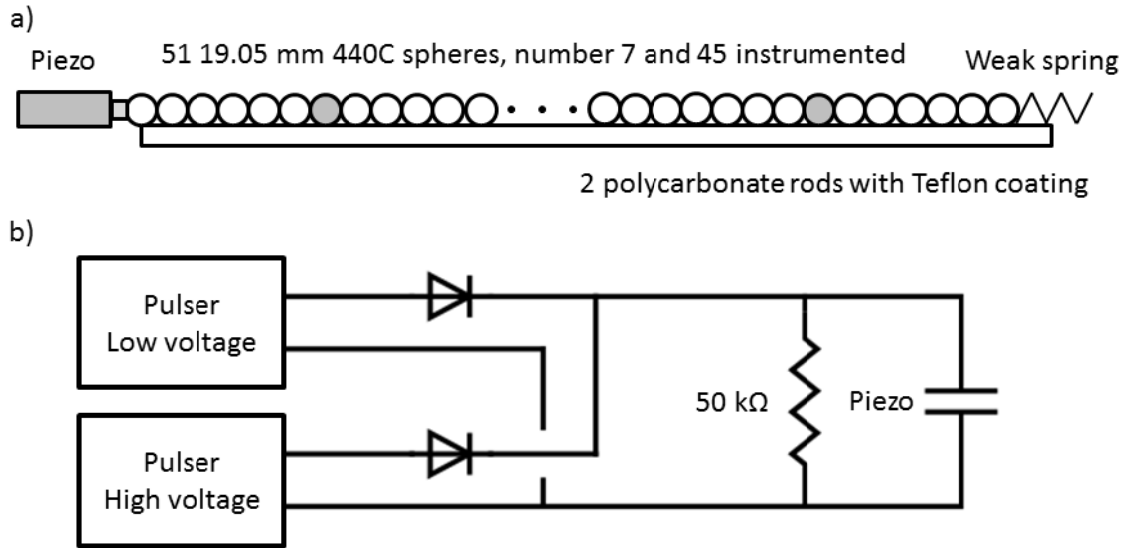 a)
Piezo
51 19.05 mm 440C spheres, number 7 and 45 instrumented
Weak spring
2 polycarbonate rods with Teflon coating
b)
Pulser
Low voltage
50 kΩ
Piezo
Pulser
High voltage